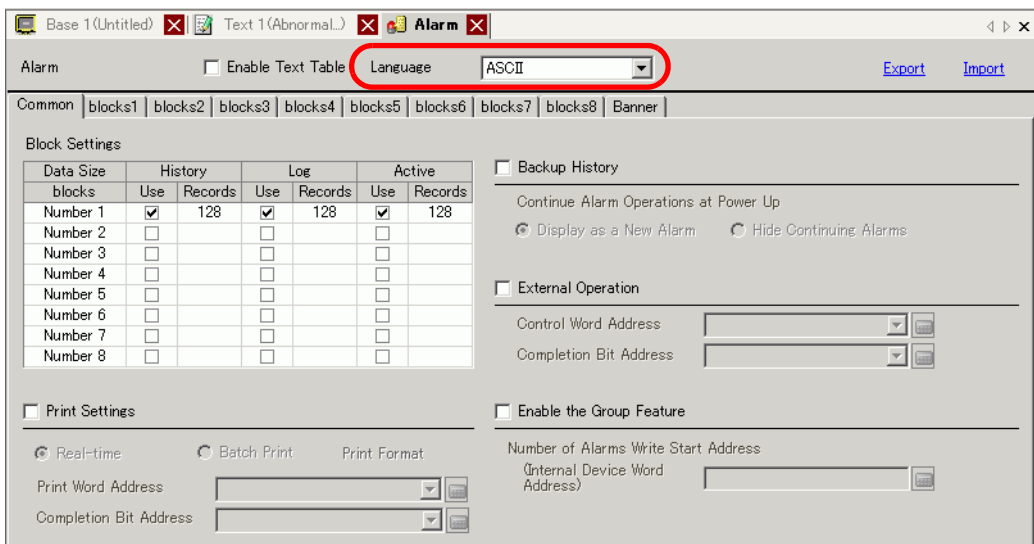 Base 1(Untitled) Text 1(Abnormal...) Alarm
Alarm Enable Text Table Language ASCII Export Import
Common blocks1 blocks2 blocks3 blocks4 blocks5 blocks6 blocks7 blocks8 Banner
Block Settings
Data Size History Log Active
blocks Use Records Use Records Use Records
Number 1 128 128 128
Number 2
Number 3
Number 4
Number 5
Number 6
Number 7
Number 8
Backup History
Continue Alarm Operations at Power Up
Display as a New Alarm Hide Continuing Alarms
External Operation
Control Word Address
Completion Bit Address
Print Settings
Real-time Batch Print Print Format
Print Word Address
Completion Bit Address
Enable the Group Feature
Number of Alarms Write Start Address
(Internal Device Word
Address)